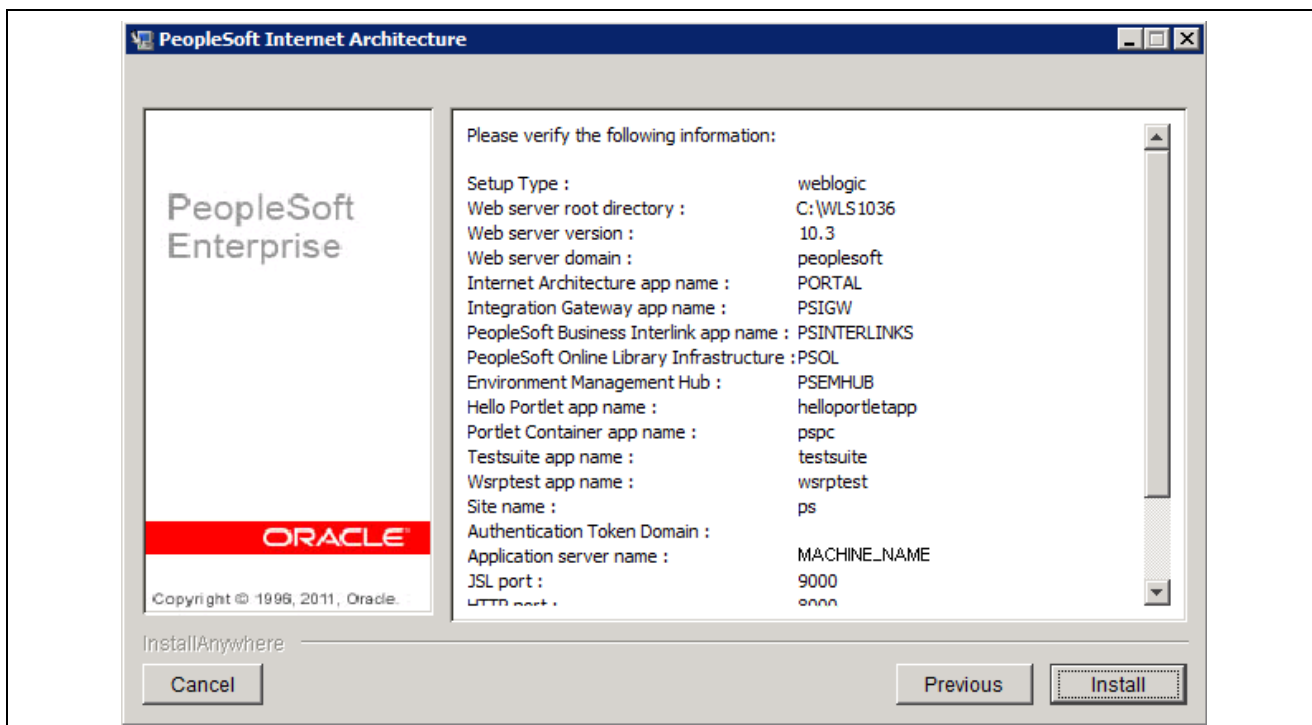 PeopleSoft Internet Architecture
PeopleSoft
Enterprise
ORACLE
Copyright © 1996, 2011, Oracle.
Please verify the following information:
Setup Type : weblogic
Web server root directory : C:\WLS1036
Web server version : 10.3
Web server domain : peoplesoft
Internet Architecture app name : PORTAL
Integration Gateway app name : PSIGW
PeopleSoft Business Interlink app name : PSINTERLINKS
PeopleSoft Online Library Infrastructure :PSOL
Environment Management Hub : PSEMHUB
Hello Portlet app name : helloportletapp
Portlet Container app name : pspc
Testsuite app name : testsuite
Wsrptest app name : wsrptest
Site name : ps
Authentication Token Domain :
Application server name : MACHINE_NAME
JSL port : 9000
HTTP port : 8000
InstallAnywhere
Cancel
Previous
Install